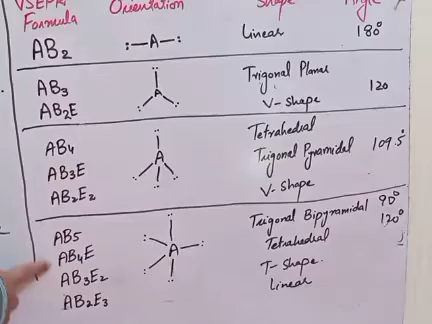 VSEPR Orientation Shape Angle
Formula
AB2 :—A—: Linear 180°
AB3 A Trigonal Planar 120
AB2E V-Shape
AB4 A Tetrahedral
AB3E Trigonal Pyramidal 109.5°
AB2E2 V-Shape
AB5 A Trigonal Bipyramidal 90°
AB4E Tetrahedral 120°
AB3E2 T-Shape.
AB2E3 Linear